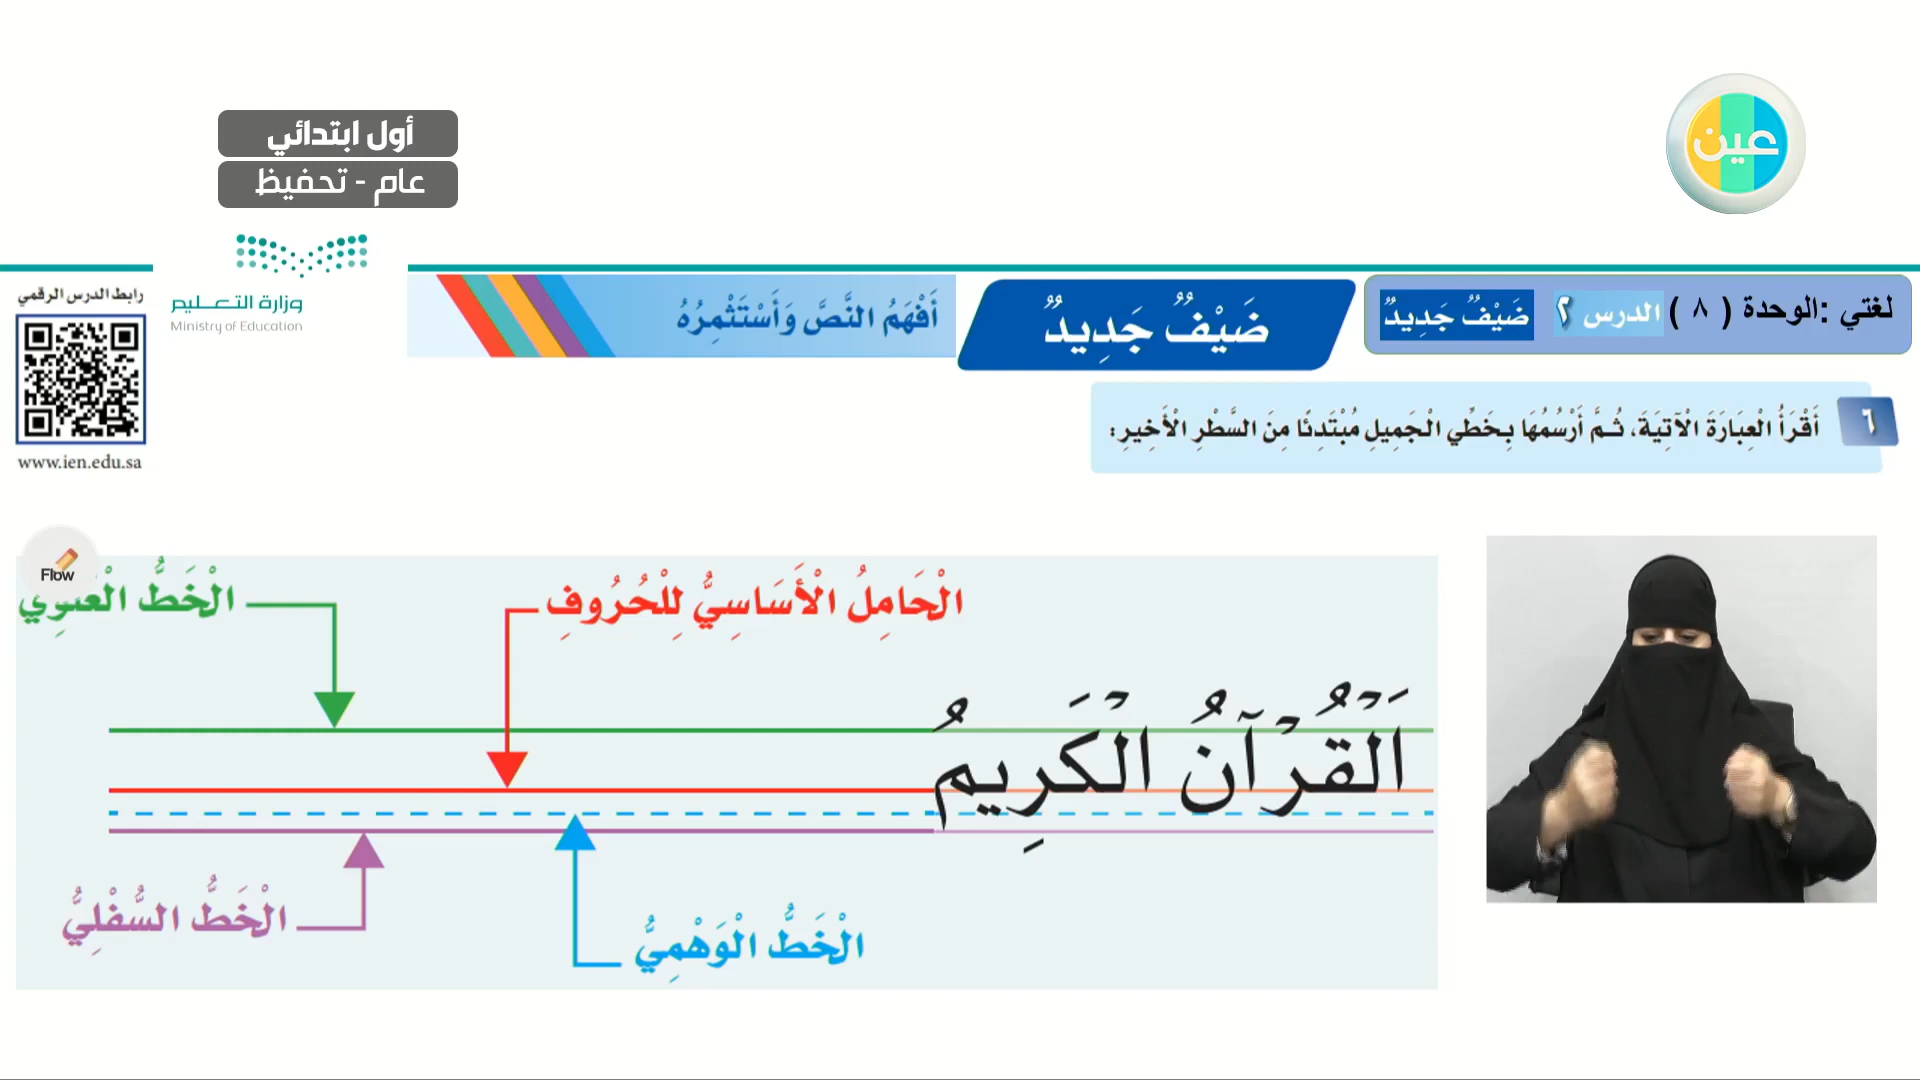 أول ابتدائي
عام - تحفيظ
عين
وزارة التعليم
Ministry of Education
رابط الدرس الرقمي
www.ien.edu.sa
لغتي :الوحدة ( ٨ ) الدرس ٢ ضَيْفٌ جَدِيدٌ
ضَيْفٌ جَدِيدٌ
أَفْهَمُ النَّصَّ وَأَسْتَثْمِرُهُ
٦ أَقْرَأُ الْعِبَارَةَ الْآتِيَةَ، ثُمَّ أَرْسُمُهَا بِخَطِّي الْجَمِيلِ مُبْتَدِئًا مِنَ السَّطْرِ الْأَخِيرِ:
Flow
الْحَامِلُ الْأَسَاسِيُّ لِلْحُرُوفِ
الْخَطُّ الْعُلْوِي
اَلْقُرْآنُ الْكَرِيمُ
الْخَطُّ السُّفْلِيُّ
الْخَطُّ الْوَهْمِيُّ